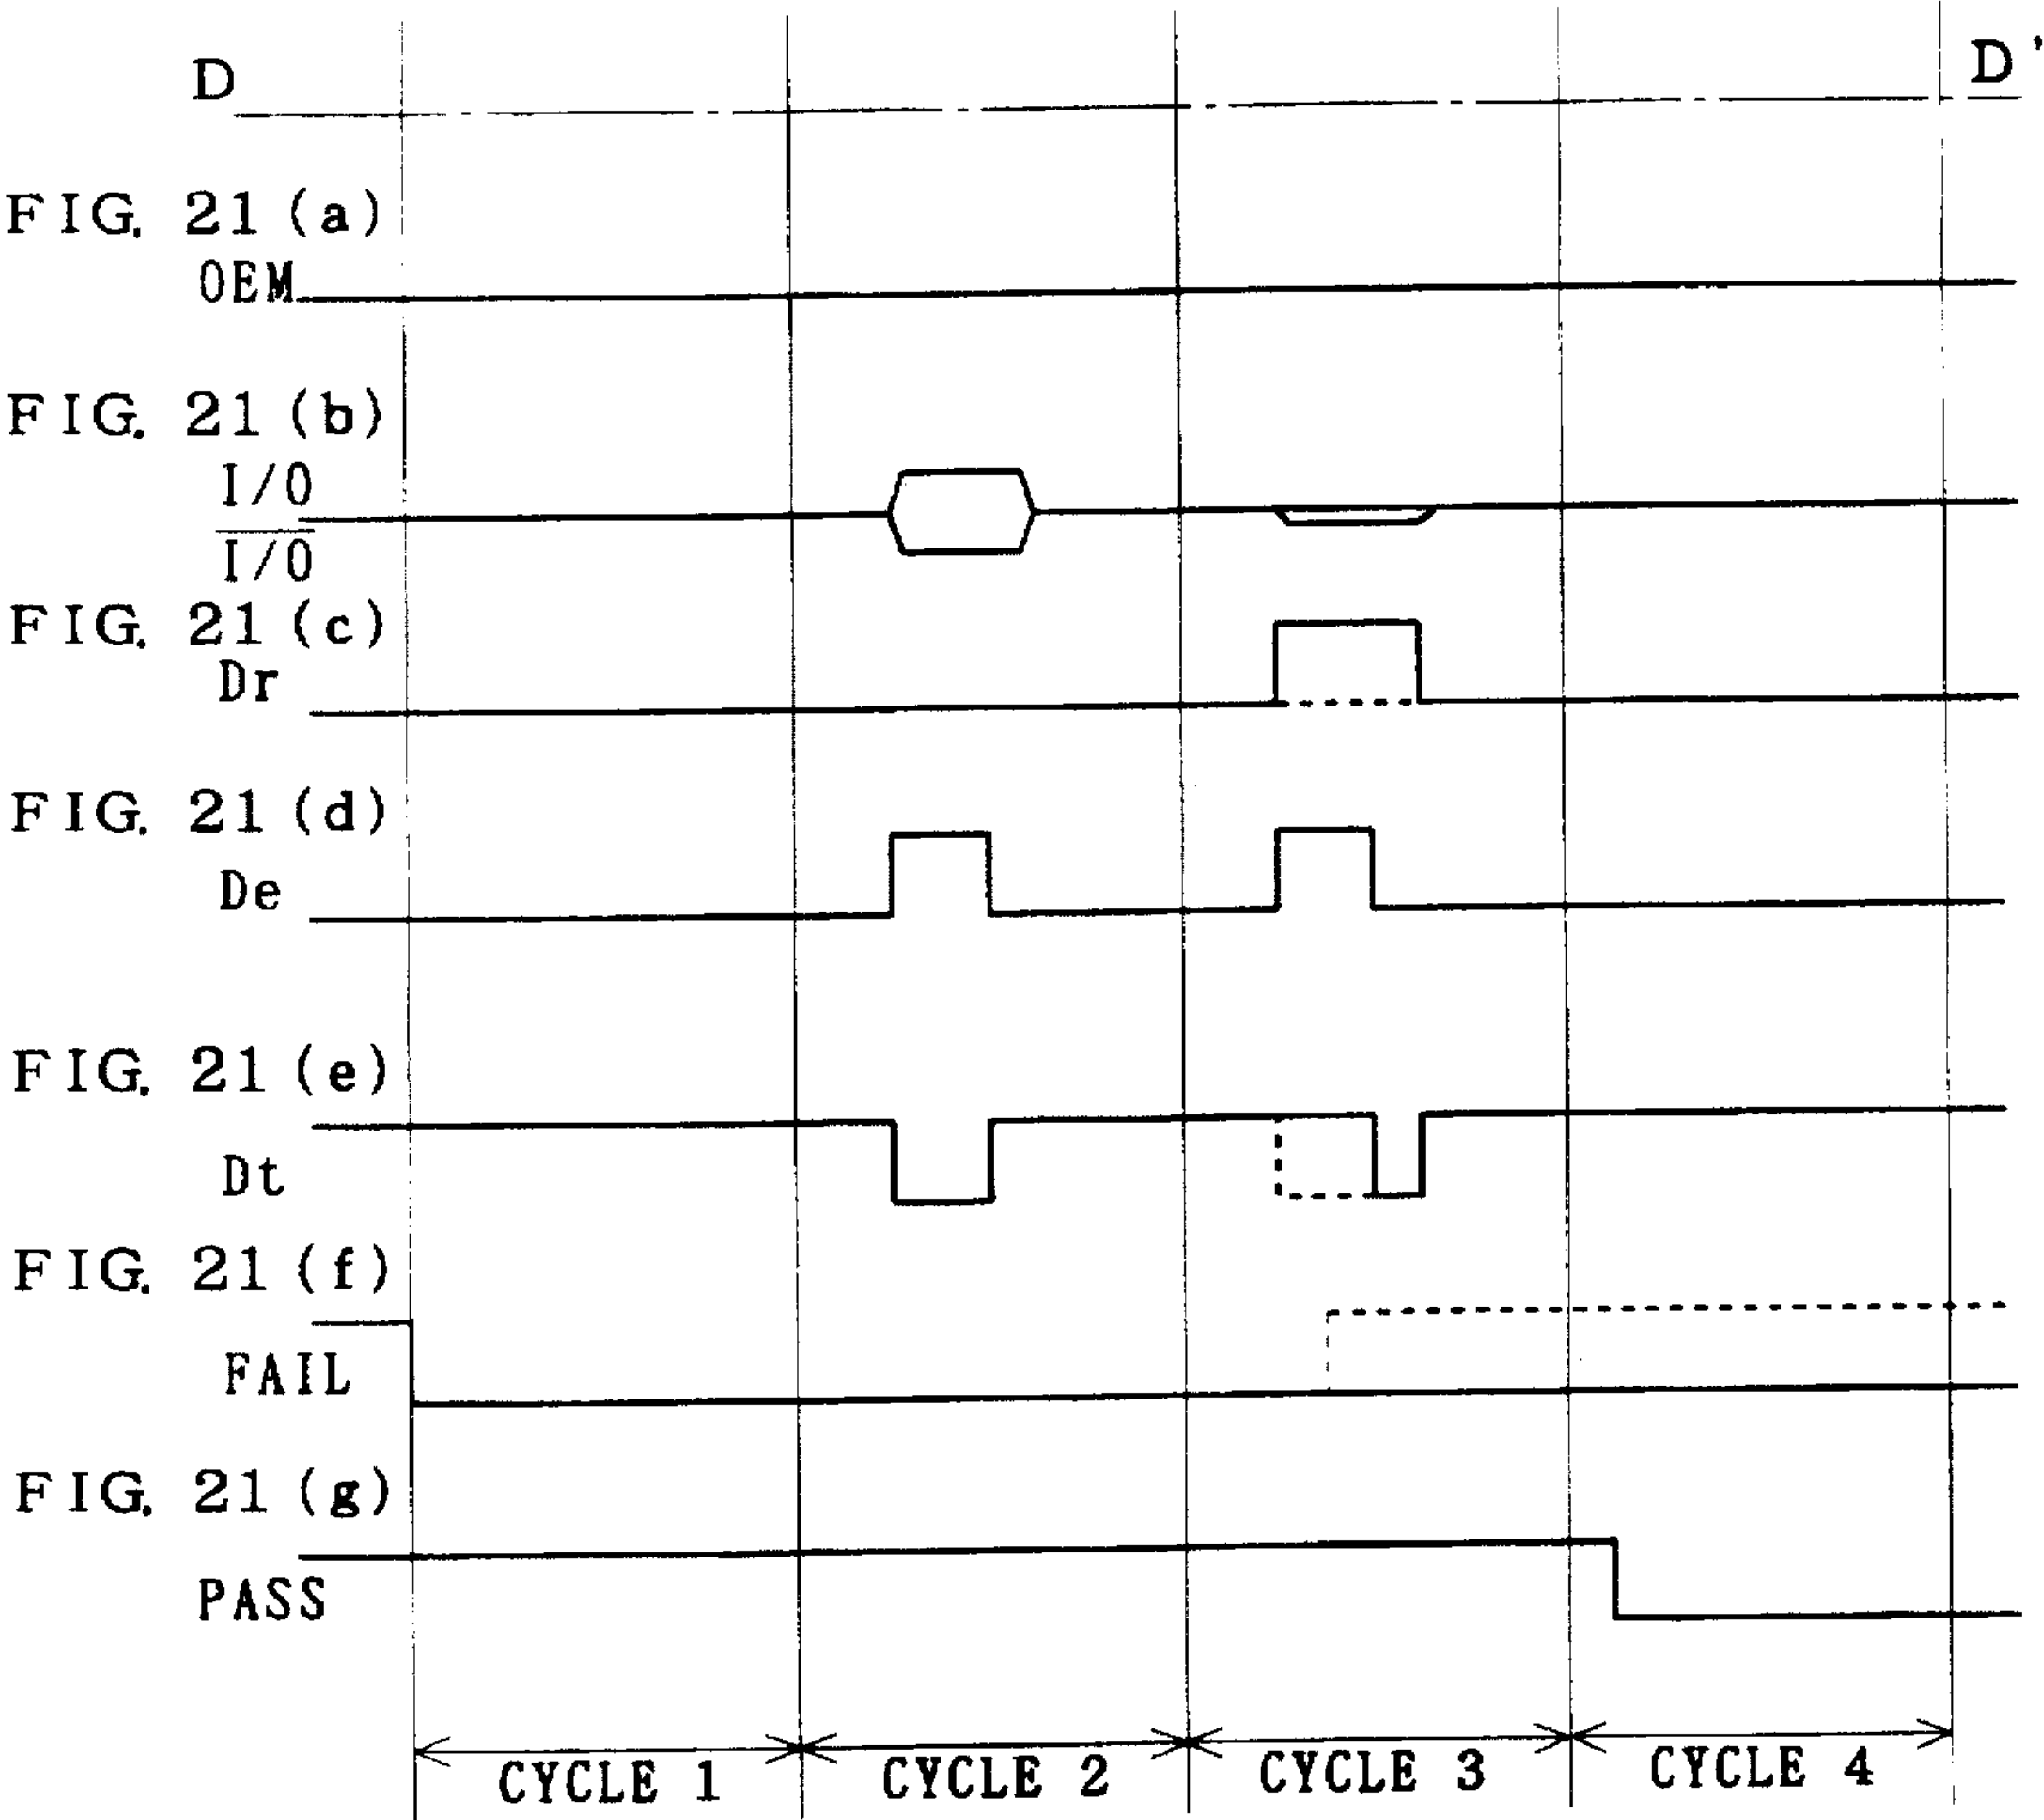 D
D'
FIG. 21 (a)
OEM
FIG. 21 (b)
I/O
I/O
FIG. 21 (c)
Dr
FIG. 21 (d)
De
FIG. 21 (e)
Dt
FIG. 21 (f)
FAIL
FIG. 21 (g)
PASS
CYCLE 1
CYCLE 2
CYCLE 3
CYCLE 4